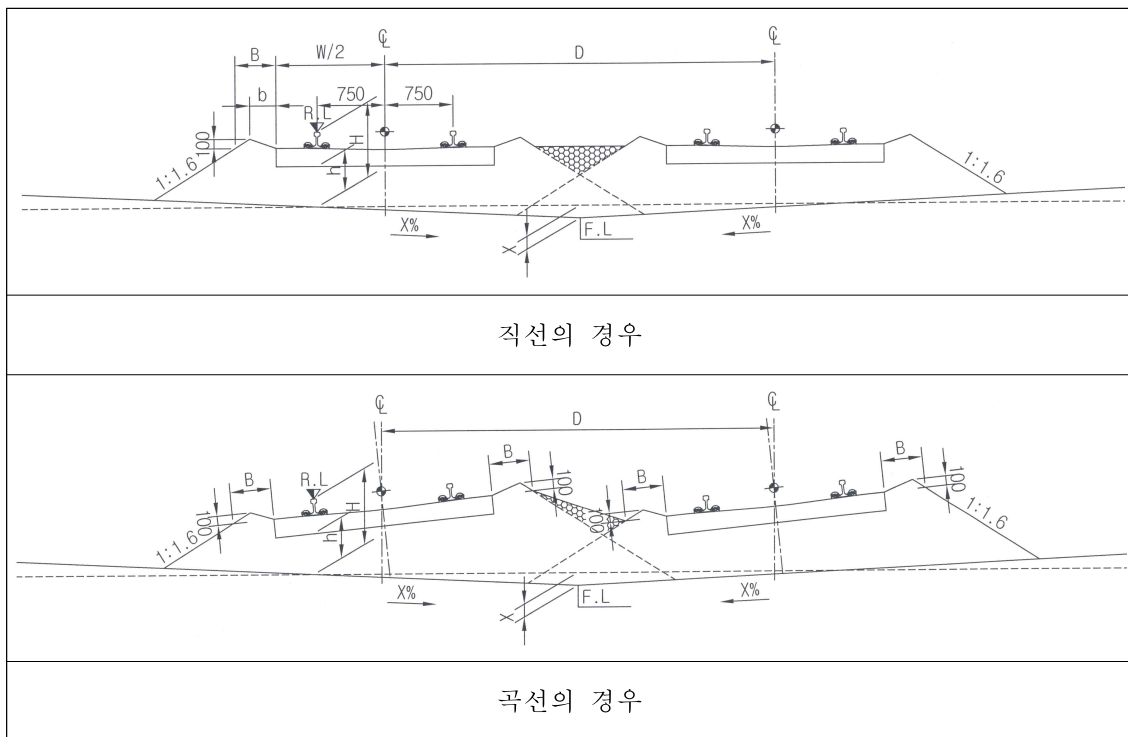 ℄ ℄
B W/2 D
b 750 750
R.L
100 H
h
1:1.6 1:1.6
X% X%
F.L
X
직선의 경우
℄ ℄
D
B B B B
R.L
100 H 100 100 100
h
1:1.6 1:1.6
X% X%
F.L
X
곡선의 경우